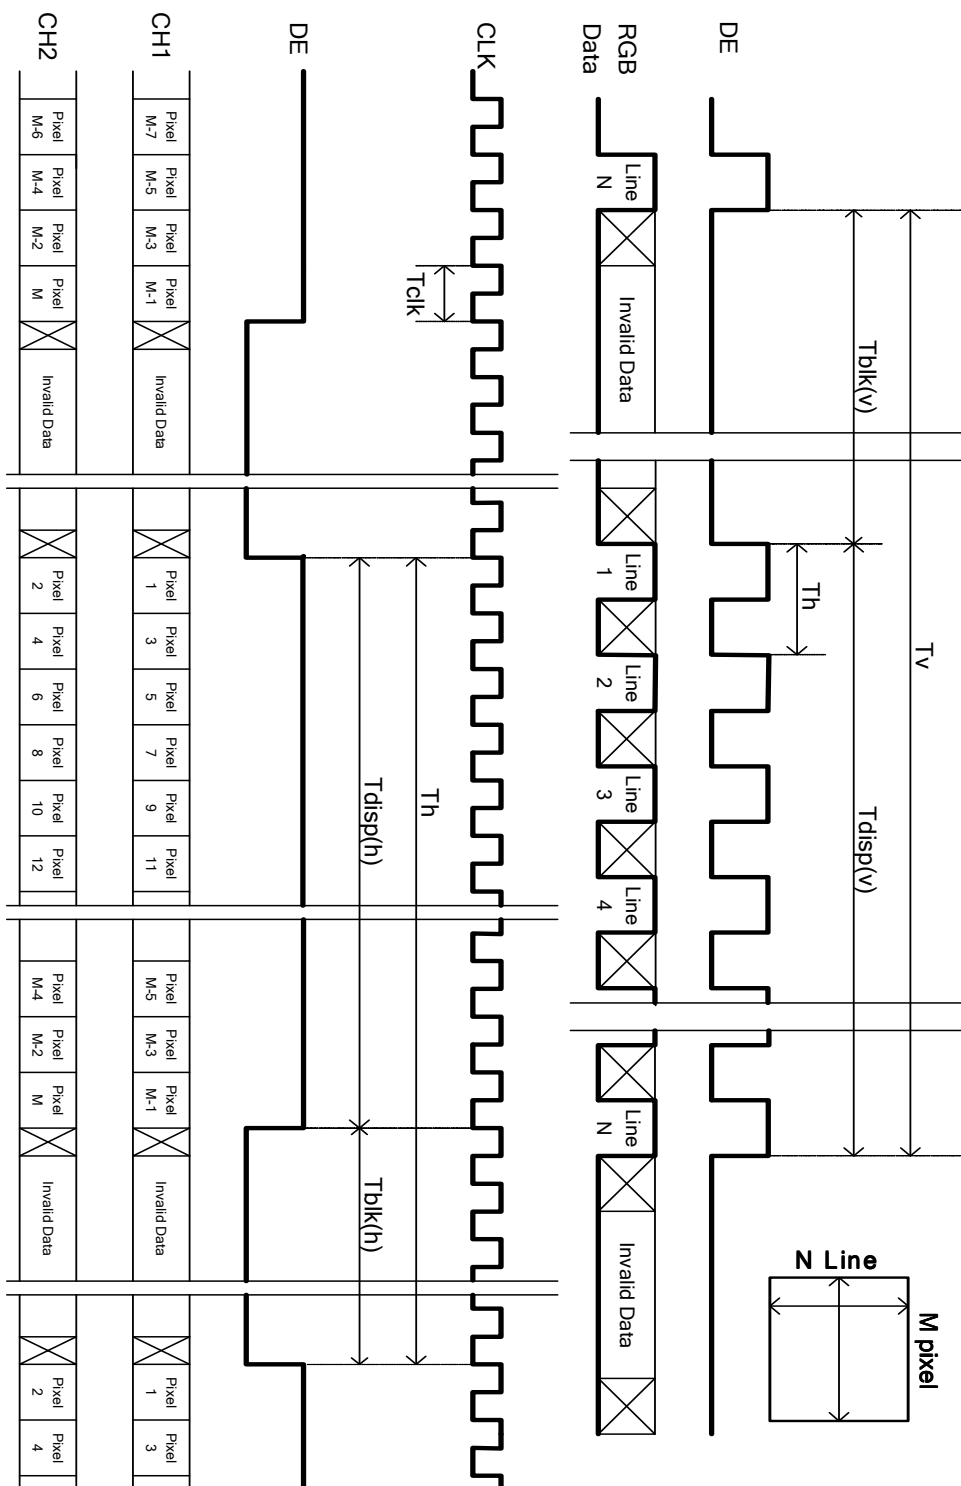 Tv
M pixel
Tblk(v)
Tdisp(v)
N Line
Th
DE
RGB
Data
Line
N
Invalid Data
Line
1
Line
2
Line
3
Line
4
Line
N
Invalid Data
CLK
Tclk
Th
Tdisp(h)
Tblk(h)
DE
CH1
Pixel
M-7
Pixel
M-5
Pixel
M-3
Pixel
M-1
Invalid Data
Pixel
1
Pixel
3
Pixel
5
Pixel
7
Pixel
9
Pixel
11
Pixel
M-5
Pixel
M-3
Pixel
M-1
Invalid Data
Pixel
1
Pixel
3
CH2
Pixel
M-6
Pixel
M-4
Pixel
M-2
Pixel
M
Invalid Data
Pixel
2
Pixel
4
Pixel
6
Pixel
8
Pixel
10
Pixel
12
Pixel
M-4
Pixel
M-2
Pixel
M
Invalid Data
Pixel
2
Pixel
4